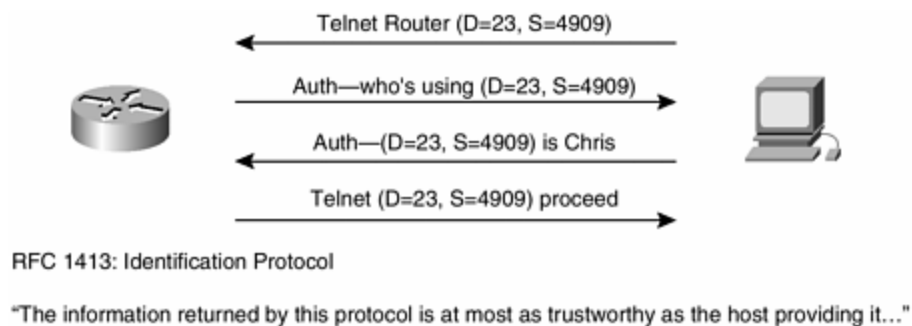 Telnet Router (D=23, S=4909)
Auth—who's using (D=23, S=4909)
Auth—(D=23, S=4909) is Chris
Telnet (D=23, S=4909) proceed
RFC 1413: Identification Protocol
“The information returned by this protocol is at most as trustworthy as the host providing it…”